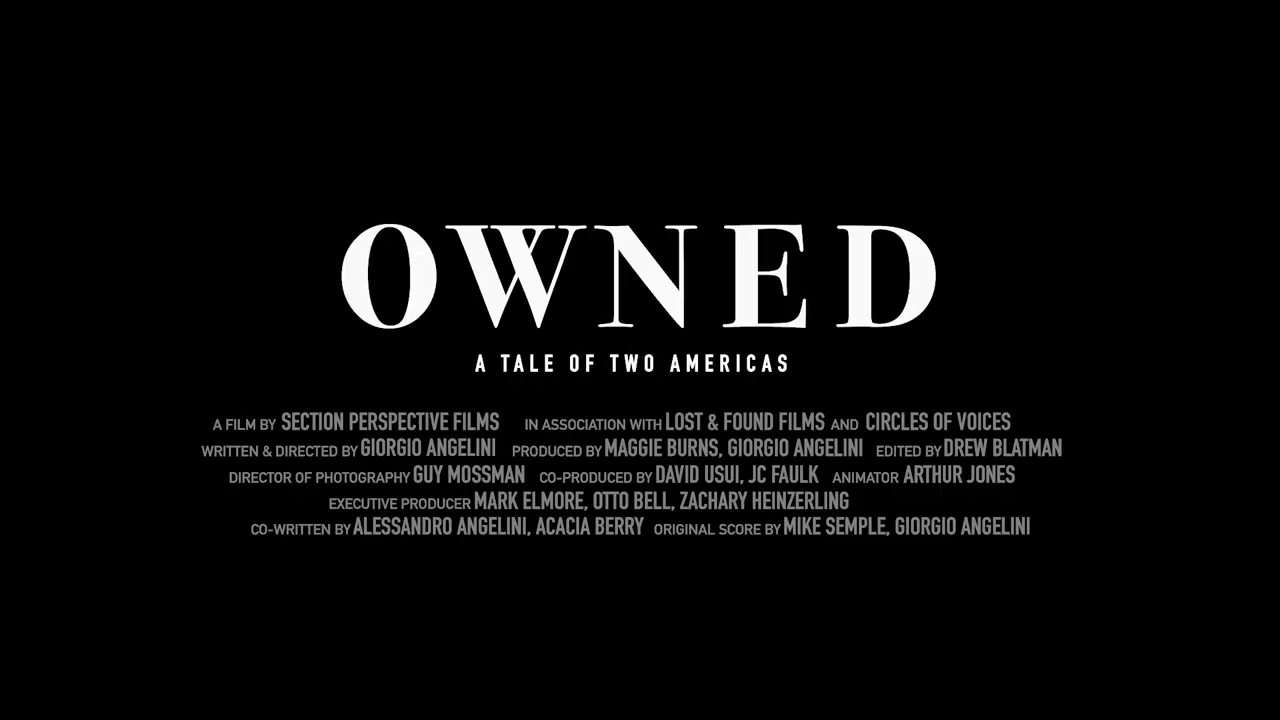 OWNED
A TALE OF TWO AMERICAS
A FILM BY SECTION PERSPECTIVE FILMS IN ASSOCIATION WITH LOST & FOUND FILMS AND CIRCLES OF VOICES
WRITTEN & DIRECTED BY GIORGIO ANGELINI PRODUCED BY MAGGIE BURNS, GIORGIO ANGELINI EDITED BY DREW BLATMAN
DIRECTOR OF PHOTOGRAPHY GUY MOSSMAN CO-PRODUCED BY DAVID USUI, JC FAULK ANIMATOR ARTHUR JONES
EXECUTIVE PRODUCER MARK ELMORE, OTTO BELL, ZACHARY HEINZERLING
CO-WRITTEN BY ALESSANDRO ANGELINI, ACACIA BERRY ORIGINAL SCORE BY MIKE SEMPLE, GIORGIO ANGELINI